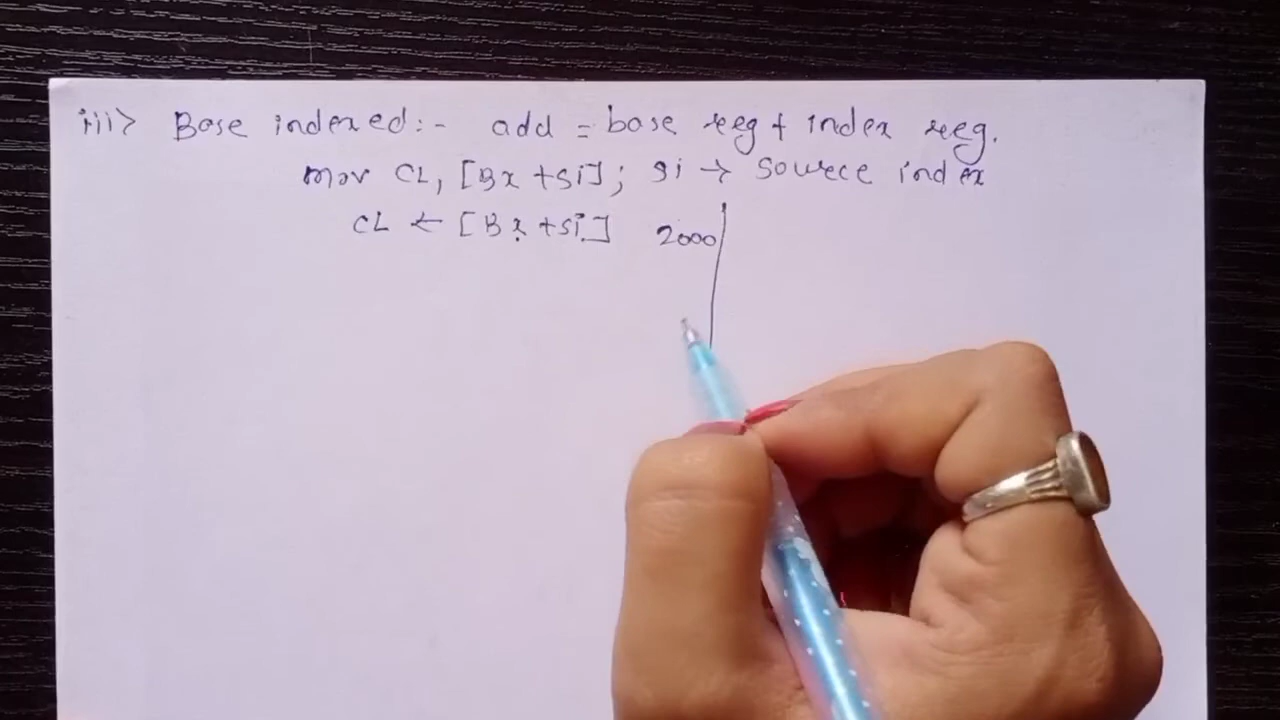 iii> Base indexed:- add = base reg + index reg.
mov CL, [Bx +si]; si → source index
CL ← [Bx +si] 2000